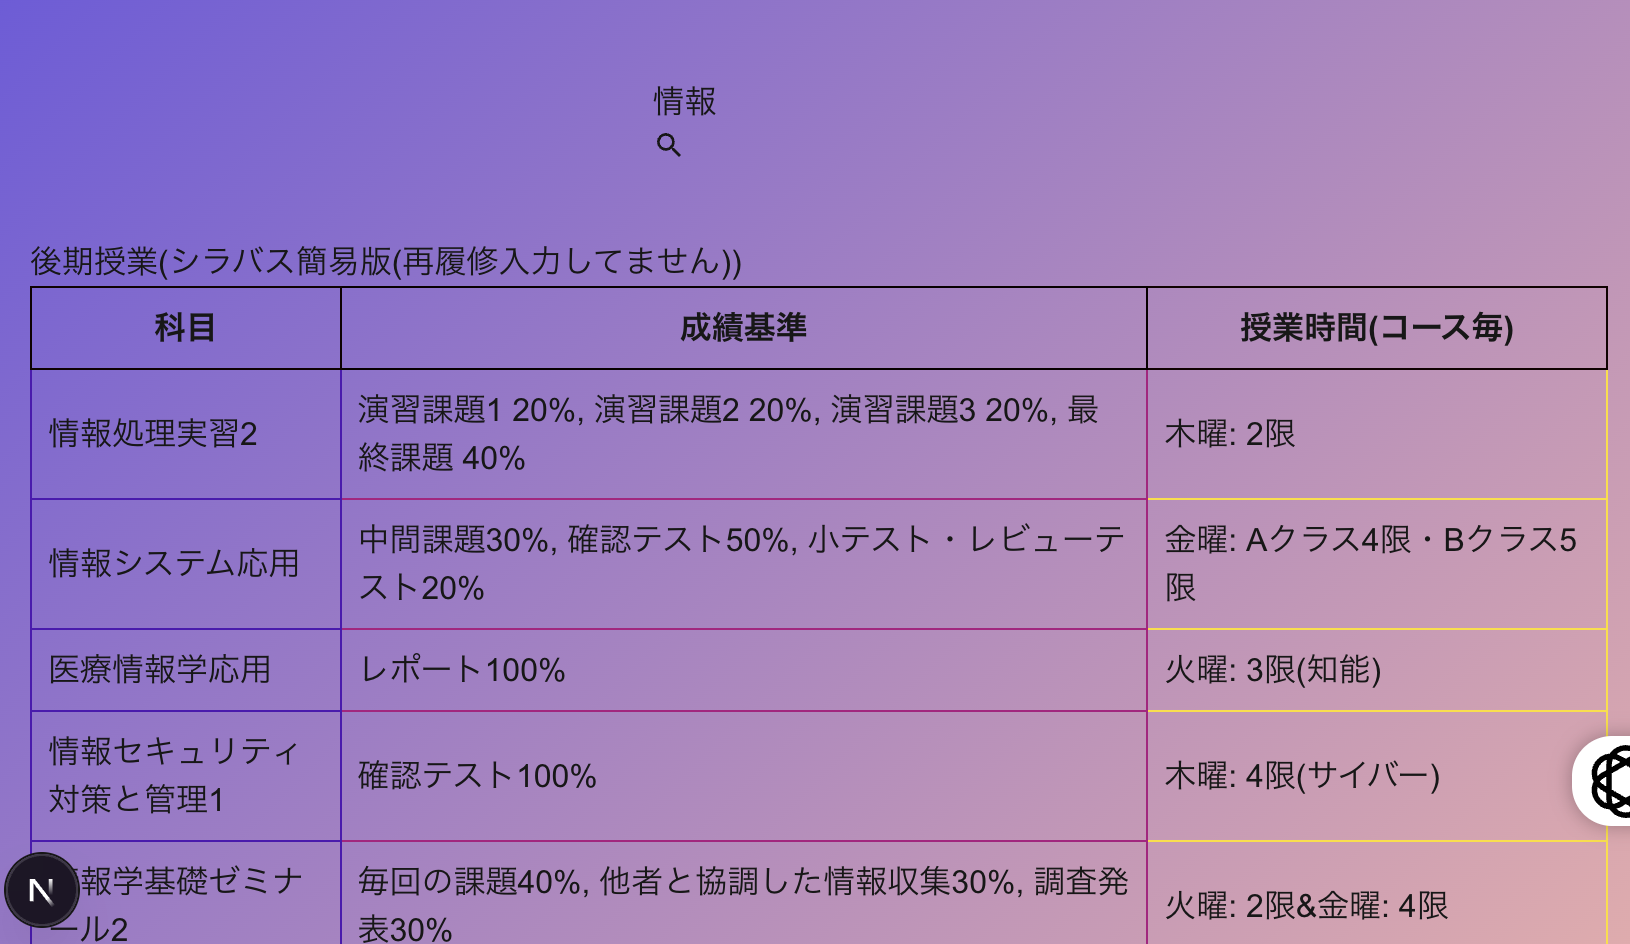 情報
後期授業(シラバス簡易版(再履修入力してません))
科目
成績基準
授業時間(コース毎)
情報処理実習2
演習課題1 20%, 演習課題2 20%, 演習課題3 20%, 最
終課題 40%
木曜: 2限
情報システム応用
中間課題30%, 確認テスト50%, 小テスト・レビューテ
スト20%
金曜: Aクラス4限・Bクラス5
限
医療情報学応用
レポート100%
火曜: 3限(知能)
情報セキュリティ
対策と管理1
確認テスト100%
木曜: 4限(サイバー)
報学基礎ゼミナ
ール2
毎回の課題40%, 他者と協調した情報収集30%, 調査発
表30%
火曜: 2限&金曜: 4限
N